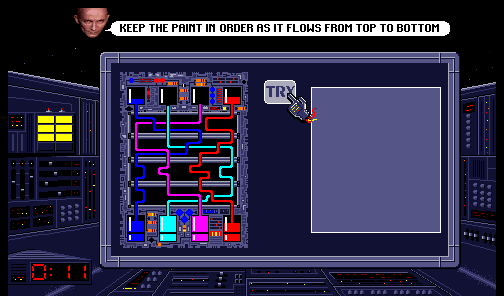 KEEP THE PAINT IN ORDER AS IT FLOWS FROM TOP TO BOTTOM
TRY
0:11